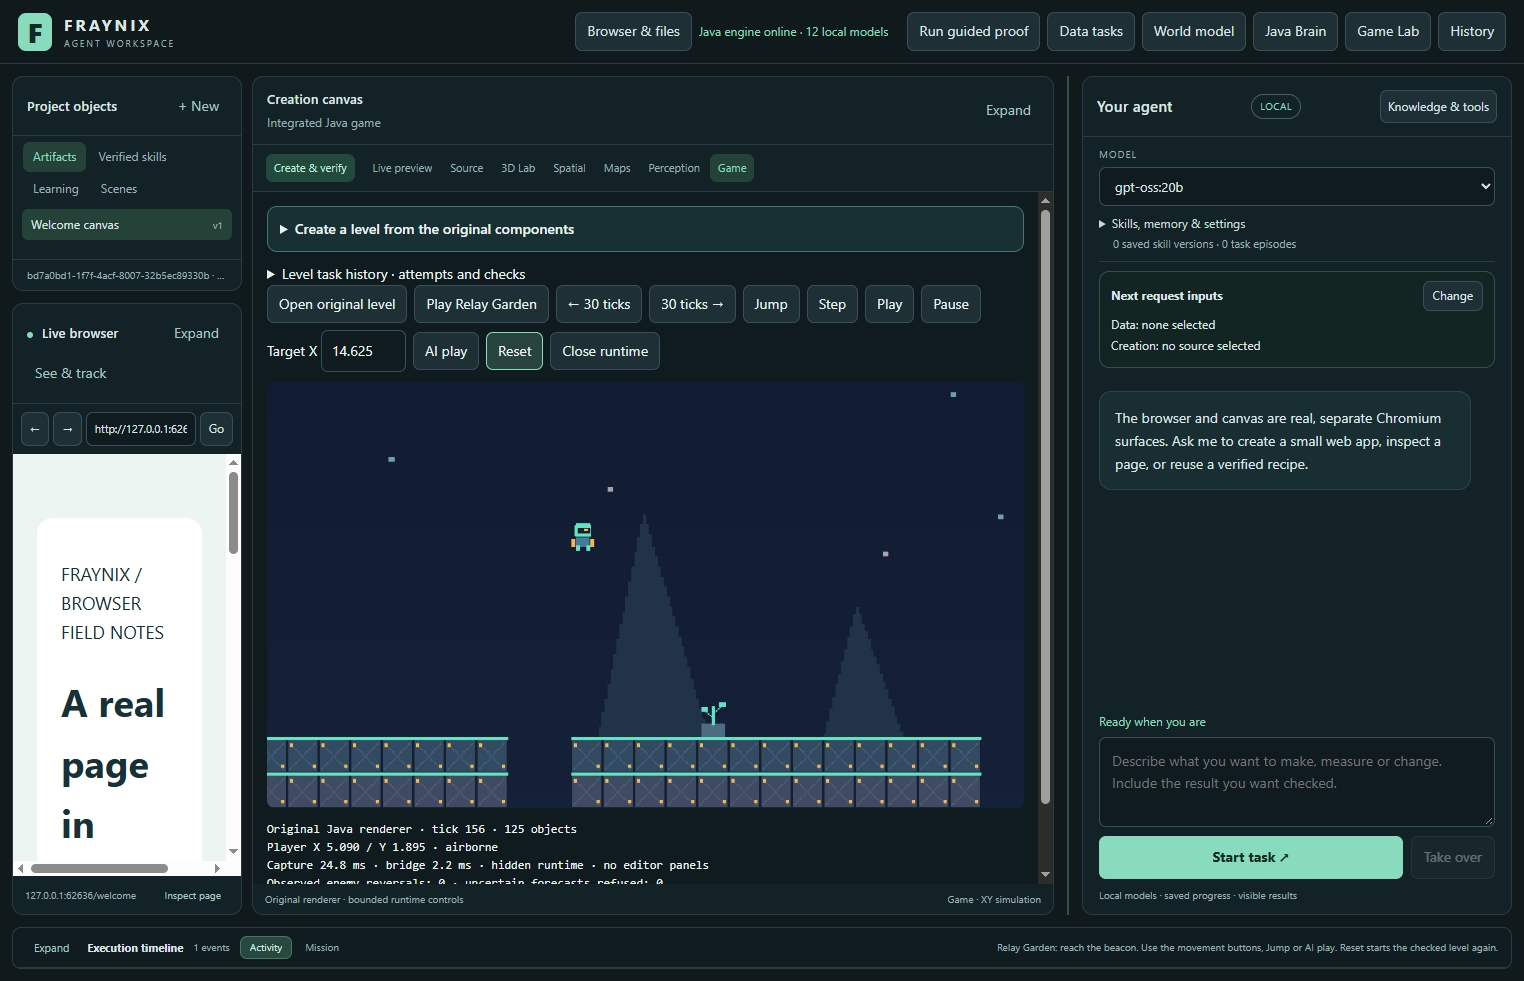 F
FRAYNIX
AGENT WORKSPACE
Browser & files
Java engine online · 12 local models
Run guided proof
Data tasks
World model
Java Brain
Game Lab
History
Project objects
+ New
Artifacts
Verified skills
Learning
Scenes
Welcome canvas
v1
bd7a0bd1-1f7f-4acf-8007-32b5ec89330b · ...
Live browser
Expand
See & track
←
→
http://127.0.0.1:626
Go
FRAYNIX /
BROWSER
FIELD NOTES
A real
page
in
127.0.0.1:62636/welcome
Inspect page
Creation canvas
Integrated Java game
Expand
Create & verify
Live preview
Source
3D Lab
Spatial
Maps
Perception
Game
Create a level from the original components
Level task history · attempts and checks
Open original level
Play Relay Garden
← 30 ticks
30 ticks →
Jump
Step
Play
Pause
Target X
14.625
AI play
Reset
Close runtime
Original Java renderer · tick 156 · 125 objects
Player X 5.090 / Y 1.895 · airborne
Capture 24.8 ms · bridge 2.2 ms · hidden runtime · no editor panels
Observed enemy reversals: 0 · uncertain forecasts refused: 0
Original renderer · bounded runtime controls
Game · XY simulation
Your agent
LOCAL
Knowledge & tools
MODEL
gpt-oss:20b
Skills, memory & settings
0 saved skill versions · 0 task episodes
Next request inputs
Change
Data: none selected
Creation: no source selected
The browser and canvas are real, separate Chromium
surfaces. Ask me to create a small web app, inspect a
page, or reuse a verified recipe.
Ready when you are
Describe what you want to make, measure or change.
Include the result you want checked.
Start task ↗
Take over
Local models · saved progress · visible results
Expand
Execution timeline
1 events
Activity
Mission
Relay Garden: reach the beacon. Use the movement buttons, Jump or AI play. Reset starts the checked level again.